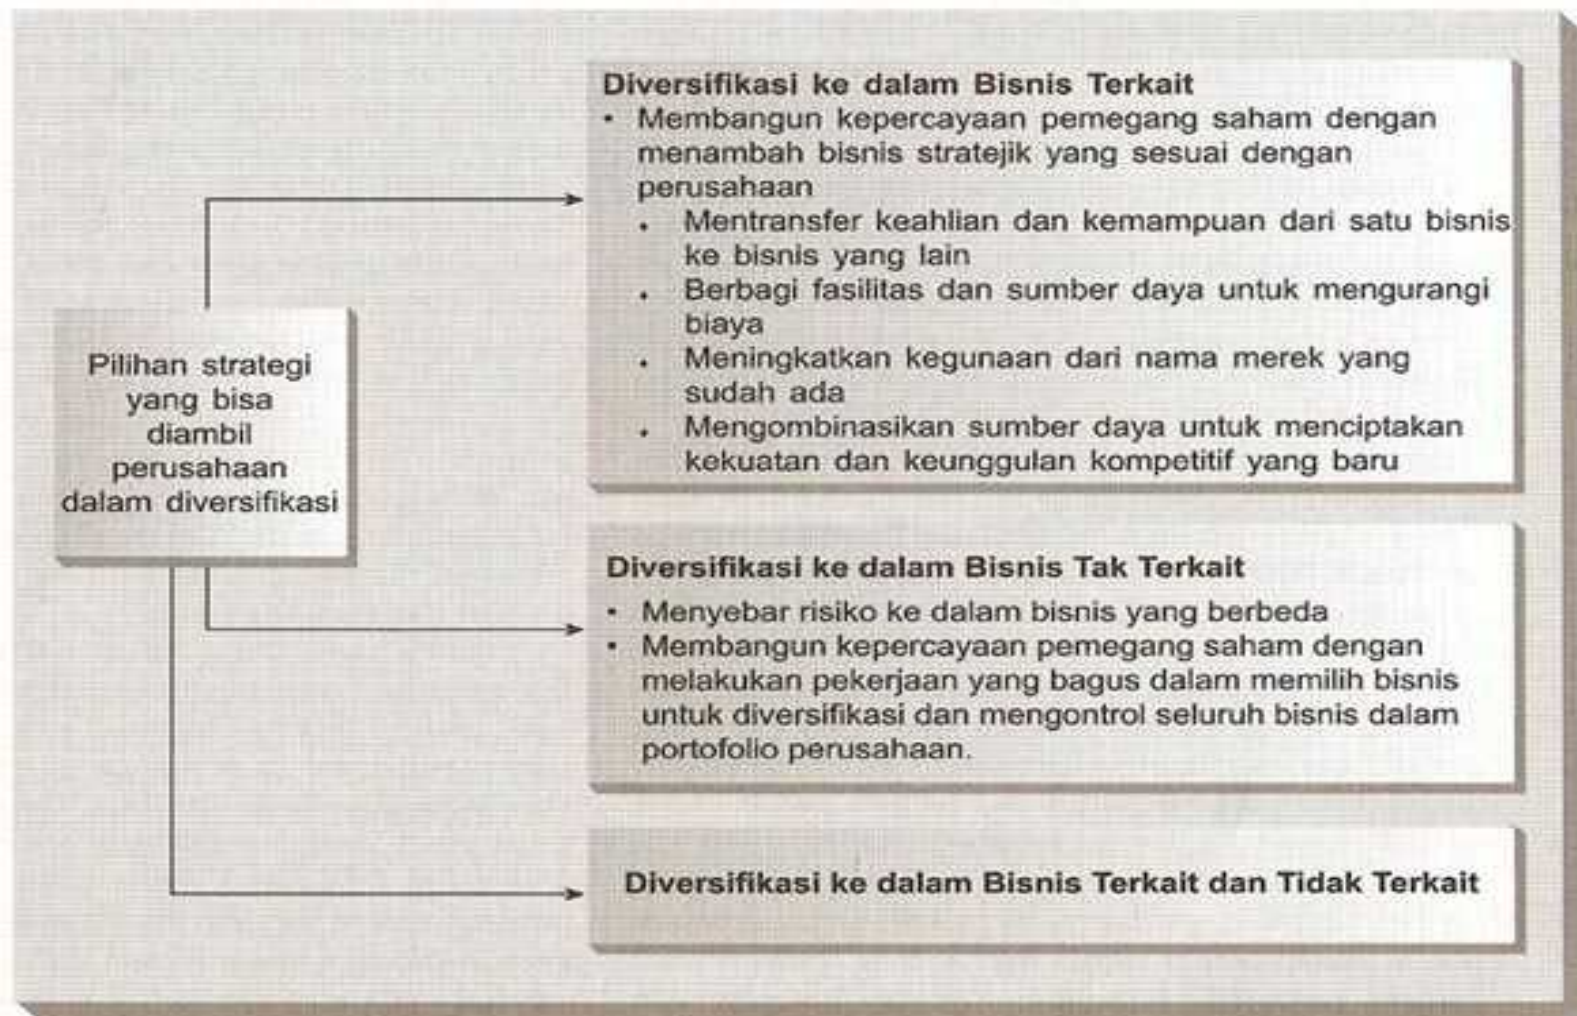 Pilihan strategi
yang bisa
diambil
perusahaan
dalam diversifikasi
Diversifikasi ke dalam Bisnis Terkait
• Membangun kepercayaan pemegang saham dengan
menambah bisnis stratejik yang sesuai dengan
perusahaan
• Mentransfer keahlian dan kemampuan dari satu bisnis
ke bisnis yang lain
• Berbagi fasilitas dan sumber daya untuk mengurangi
biaya
• Meningkatkan kegunaan dari nama merek yang
sudah ada
• Mengombinasikan sumber daya untuk menciptakan
kekuatan dan keunggulan kompetitif yang baru
Diversifikasi ke dalam Bisnis Tak Terkait
• Menyebar risiko ke dalam bisnis yang berbeda
• Membangun kepercayaan pemegang saham dengan
melakukan pekerjaan yang bagus dalam memilih bisnis
untuk diversifikasi dan mengontrol seluruh bisnis dalam
portofolio perusahaan.
Diversifikasi ke dalam Bisnis Terkait dan Tidak Terkait